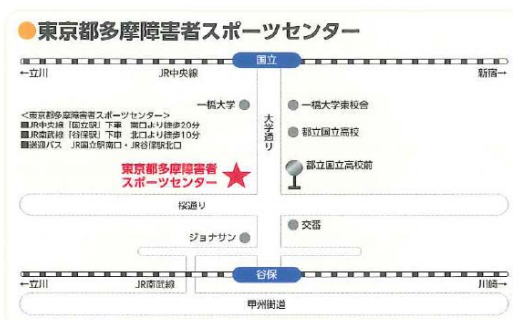 東京都多摩障害者スポーツセンター
国立
←立川
JR中央線
新宿→
一橋大学
一橋大学東校舎
<東京都多摩障害者スポーツセンター>
■JR中央線「国立駅」下車 南口より徒歩20分
■JR南武線「谷保駅」下車 北口より徒歩10分
■送迎バス JR国立駅南口・JR谷保駅北口
大学通り
都立国立高校
東京都多摩障害者
スポーツセンター
都立国立高校前
桜通り
交番
ジョナサン
谷保
←立川
JR南武線
川崎→
甲州街道